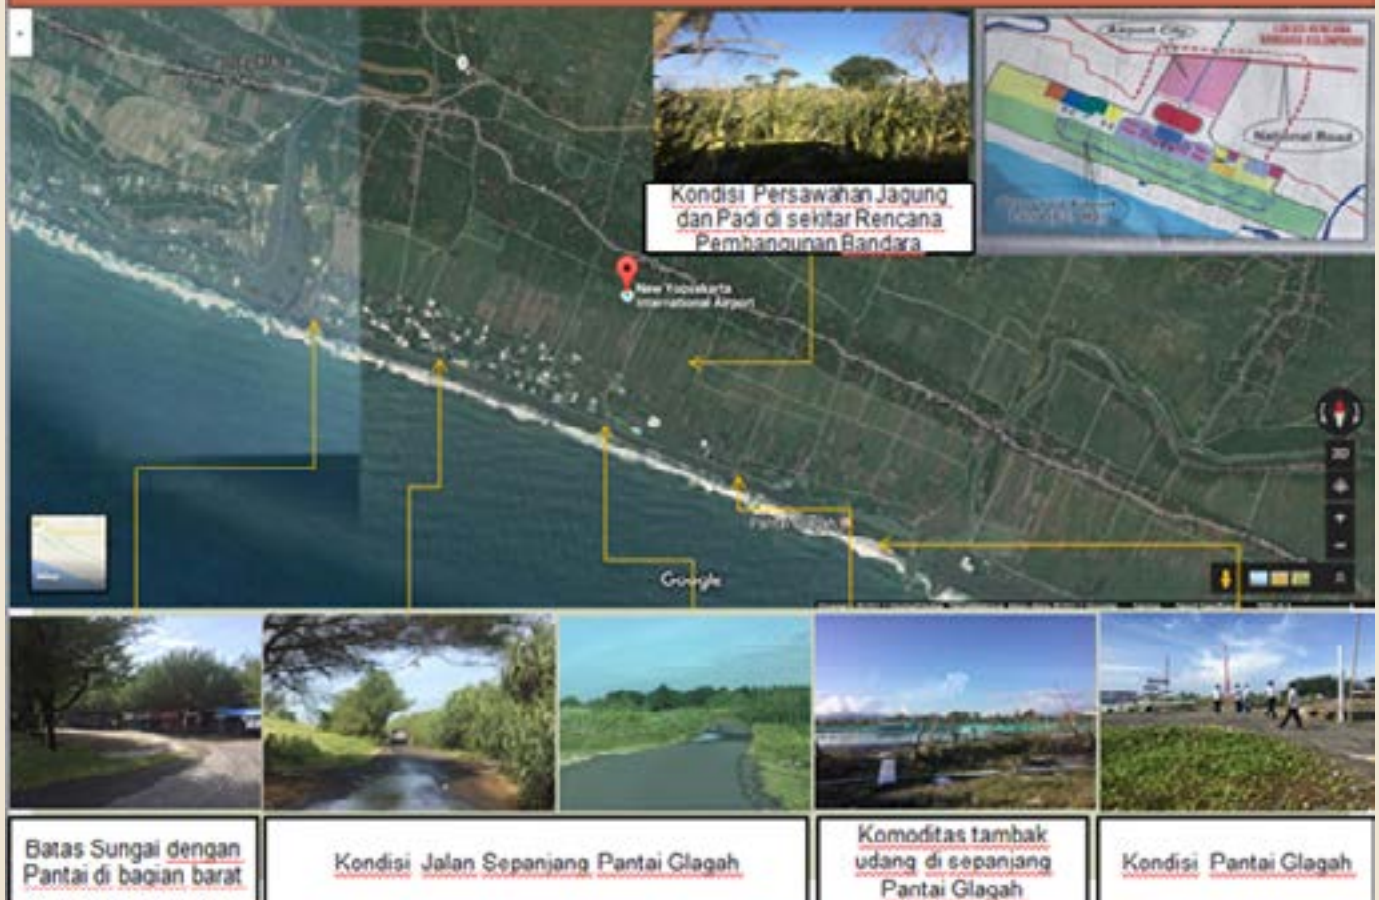 Airport City
National Road
Kondisi Persawahan Jagung
dan Padi di sekitar Rencana
Pembangunan Bandara
New Yogyakarta
International Airport
Google
3D
Batas Sungai dengan
Pantai di bagian barat
Kondisi Jalan Sepanjang Pantai Glagah
Komoditas tambak
udang di sepanjang
Pantai Glagah
Kondisi Pantai Glagah